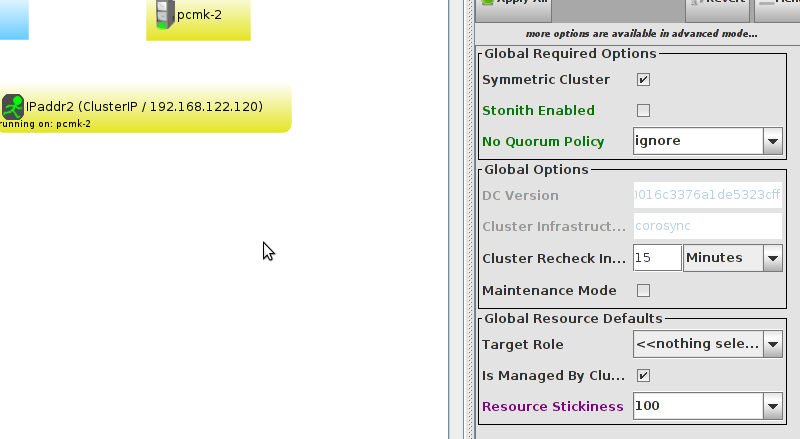 pcmk-2
IPaddr2 (ClusterIP / 192.168.122.120)
running on: pcmk-2
Apply All
Revert
more options are available in advanced mode...
Global Required Options
Symmetric Cluster
Stonith Enabled
No Quorum Policy ignore
Global Options
DC Version 0016c3376a1de5323cff
Cluster Infrastruct... corosync
Cluster Recheck In... 15 Minutes
Maintenance Mode
Global Resource Defaults
Target Role <<nothing sele...
Is Managed By Clu...
Resource Stickiness 100